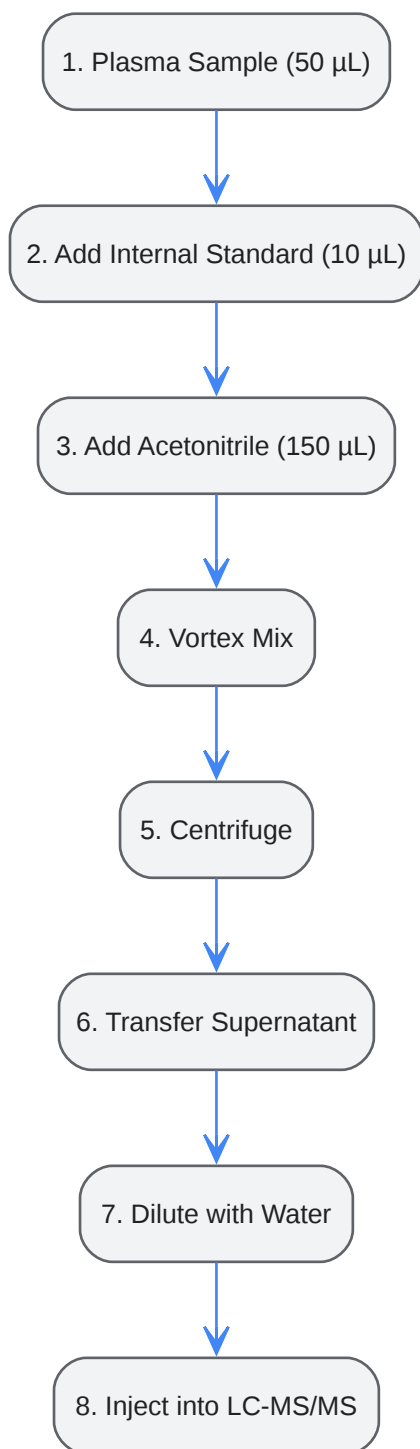 1. Plasma Sample (50 µL)
2. Add Internal Standard (10 µL)
3. Add Acetonitrile (150 µL)
4. Vortex Mix
5. Centrifuge
6. Transfer Supernatant
7. Dilute with Water
8. Inject into LC-MS/MS